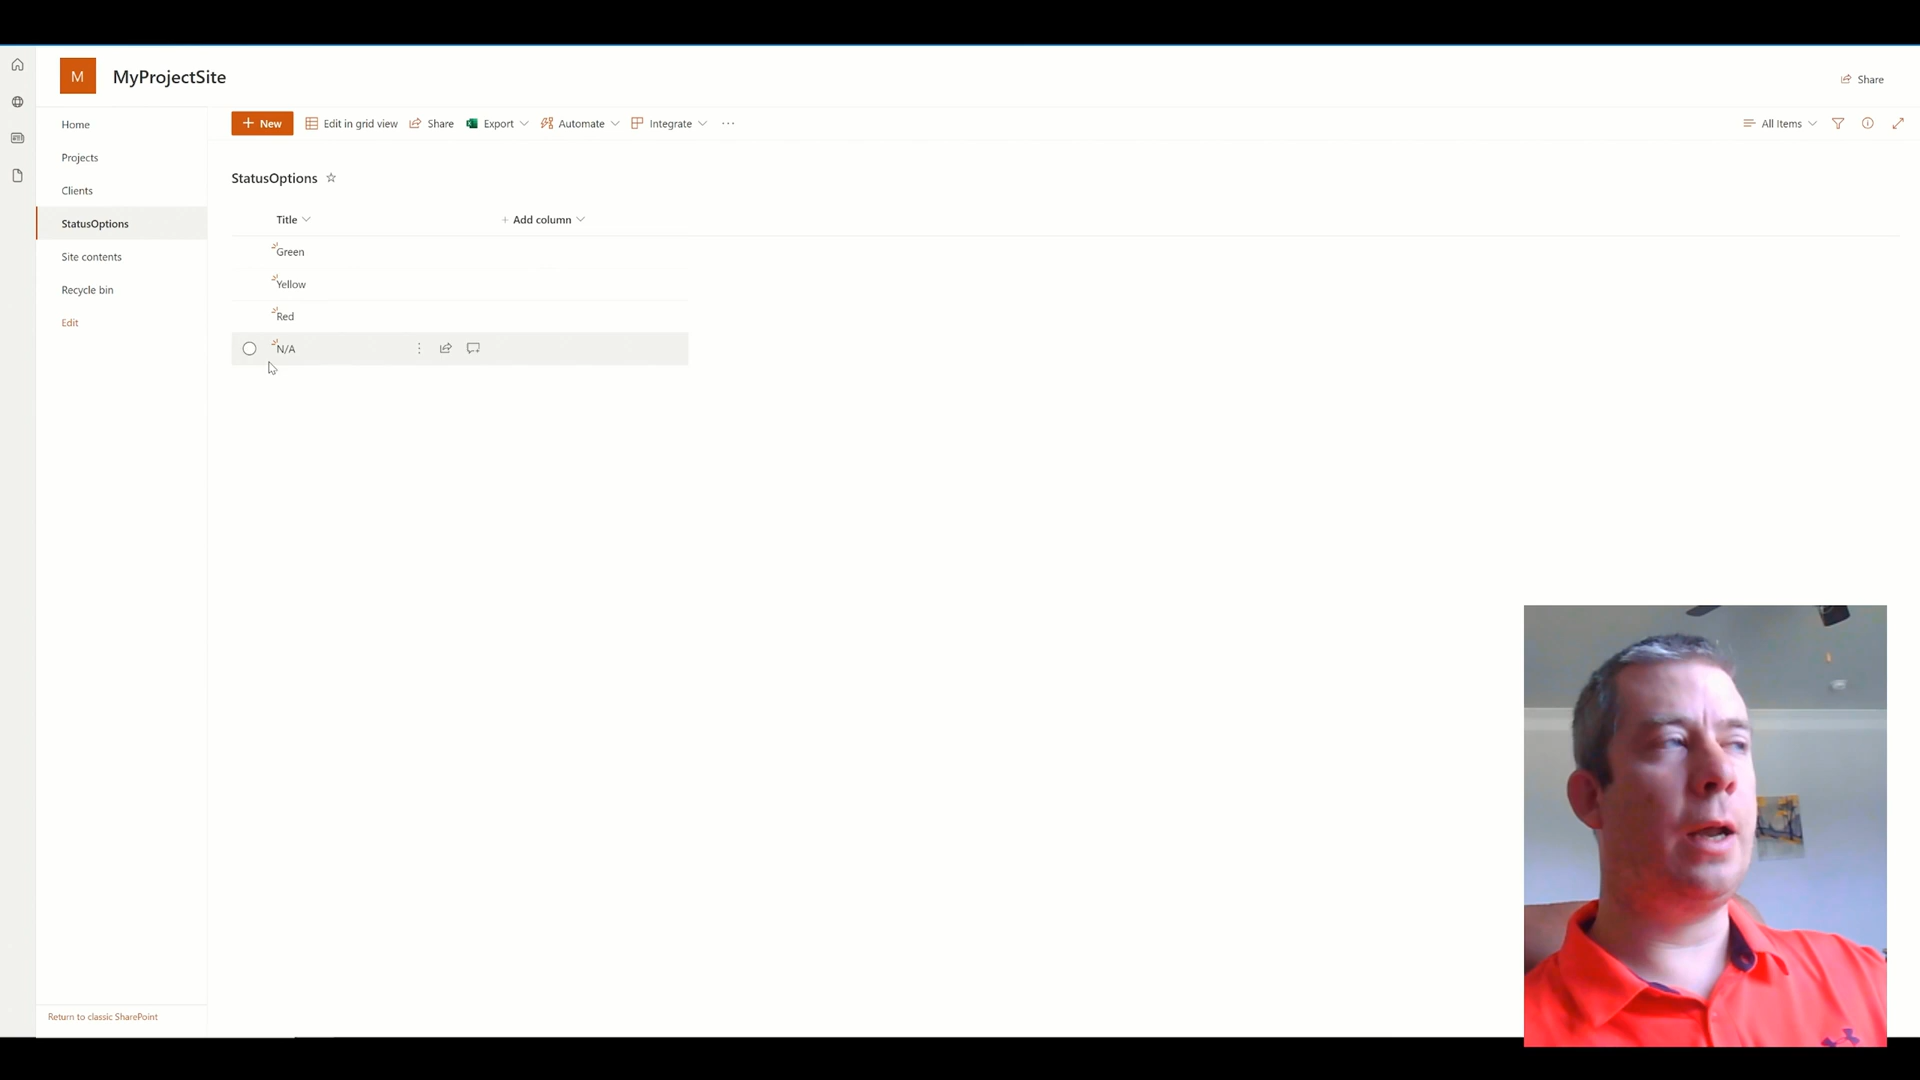 M
MyProjectSite
Share
Home
Projects
Clients
StatusOptions
Site contents
Recycle bin
Edit
Return to classic SharePoint
+ New
Edit in grid view
Share
Export
Automate
Integrate
...
All Items
StatusOptions
Title
+ Add column
Green
Yellow
Red
N/A